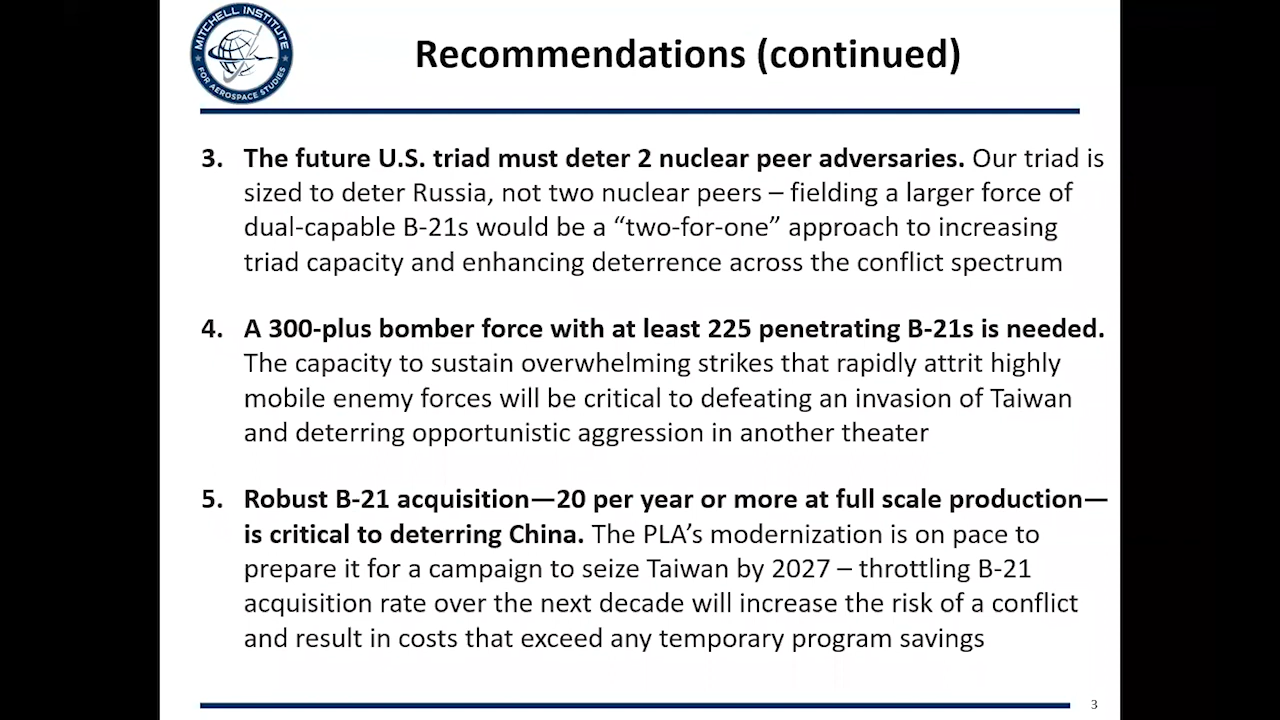 MITCHELL INSTITUTE
FOR AEROSPACE STUDIES
Recommendations (continued)
3. The future U.S. triad must deter 2 nuclear peer adversaries. Our triad is
sized to deter Russia, not two nuclear peers – fielding a larger force of
dual-capable B-21s would be a “two-for-one” approach to increasing
triad capacity and enhancing deterrence across the conflict spectrum
4. A 300-plus bomber force with at least 225 penetrating B-21s is needed.
The capacity to sustain overwhelming strikes that rapidly attrit highly
mobile enemy forces will be critical to defeating an invasion of Taiwan
and deterring opportunistic aggression in another theater
5. Robust B-21 acquisition—20 per year or more at full scale production—
is critical to deterring China. The PLA’s modernization is on pace to
prepare it for a campaign to seize Taiwan by 2027 – throttling B-21
acquisition rate over the next decade will increase the risk of a conflict
and result in costs that exceed any temporary program savings
3